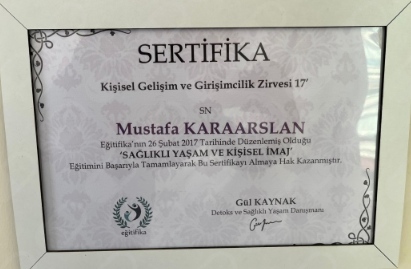 SERTİFİKA
Kişisel Gelişim ve Girişimcilik Zirvesi 17'
SN
Mustafa KARAARSLAN
Eğitifika'nın 26 Şubat 2017 Tarihinde Düzenlemiş Olduğu
'SAĞLIKLI YAŞAM VE KİŞİSEL İMAJ'
Eğitimini Başarıyla Tamamlayarak Bu Sertifikayı Almaya Hak Kazanmıştır.
eğitifika
Gül KAYNAK
Detoks ve Sağlıklı Yaşam Danışmanı